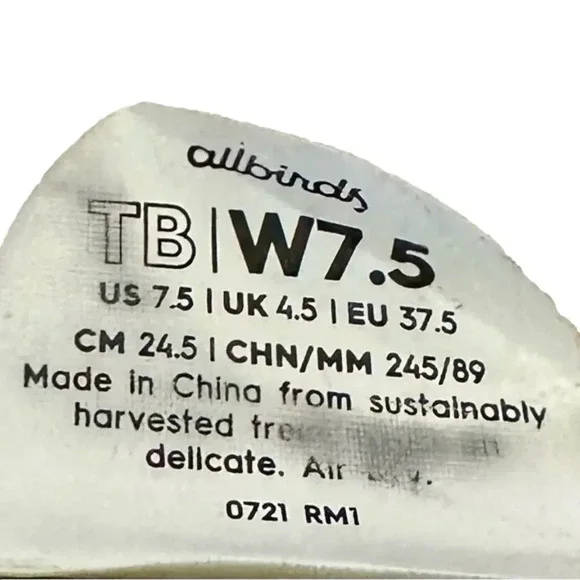 allbirds
TB | W7.5
US 7.5 | UK 4.5 | EU 37.5
CM 24.5 | CHN/MM 245/89
Made in China from sustainably
harvested
delicate. Air
0721 RM1